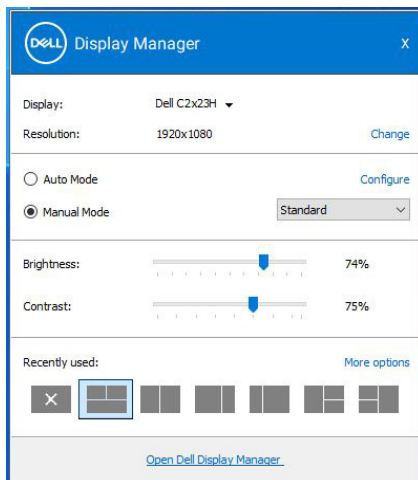 DELL Display Manager X
Display: Dell C2x23H
Resolution: 1920x1080 Change
Auto Mode Configure
Manual Mode Standard
Brightness: 74%
Contrast: 75%
Recently used: More options
Open Dell Display Manager